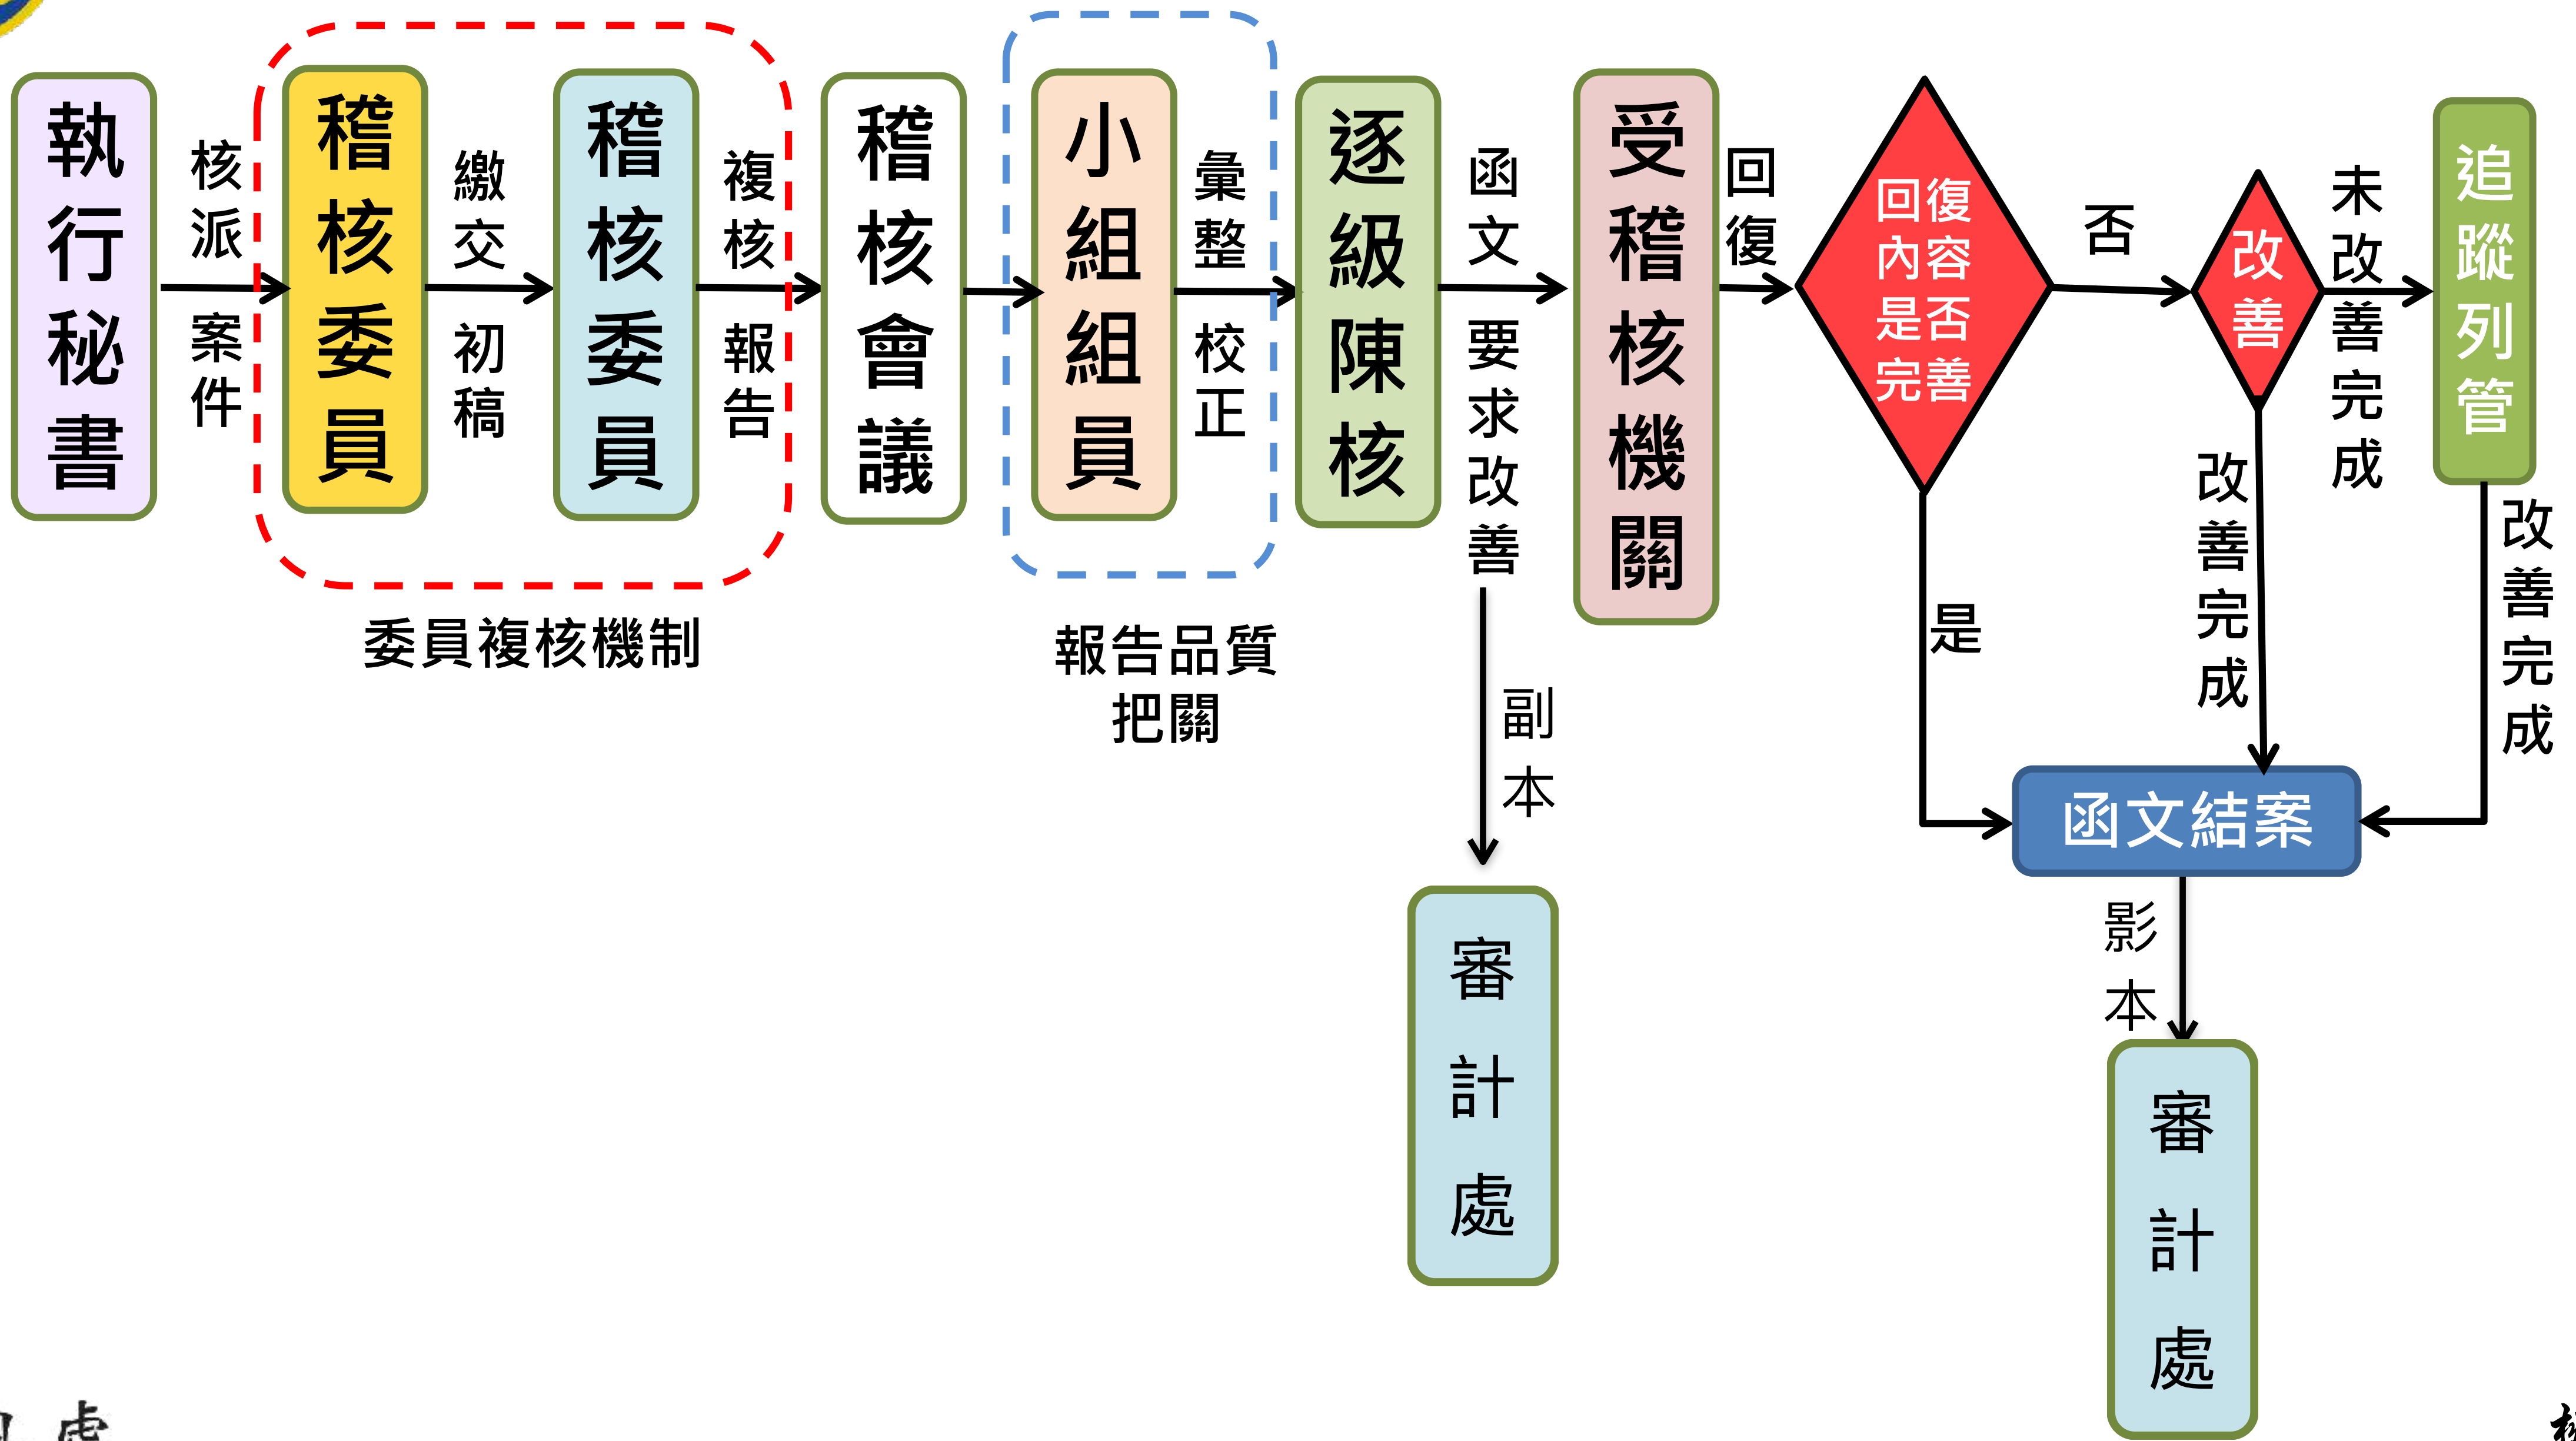 執行秘書
核派案件
稽核委員
繳交初稿
稽核委員
複核報告
委員複核機制
稽核會議
小組組員
彙整校正
報告品質
把關
逐級陳核
函文要求改善
副本
審計處
受稽核機關
回復
回復
內容
是否
完善
是
否
改善
改善完成
未改善完成
追蹤列管
改善完成
函文結案
影本
審計處
處